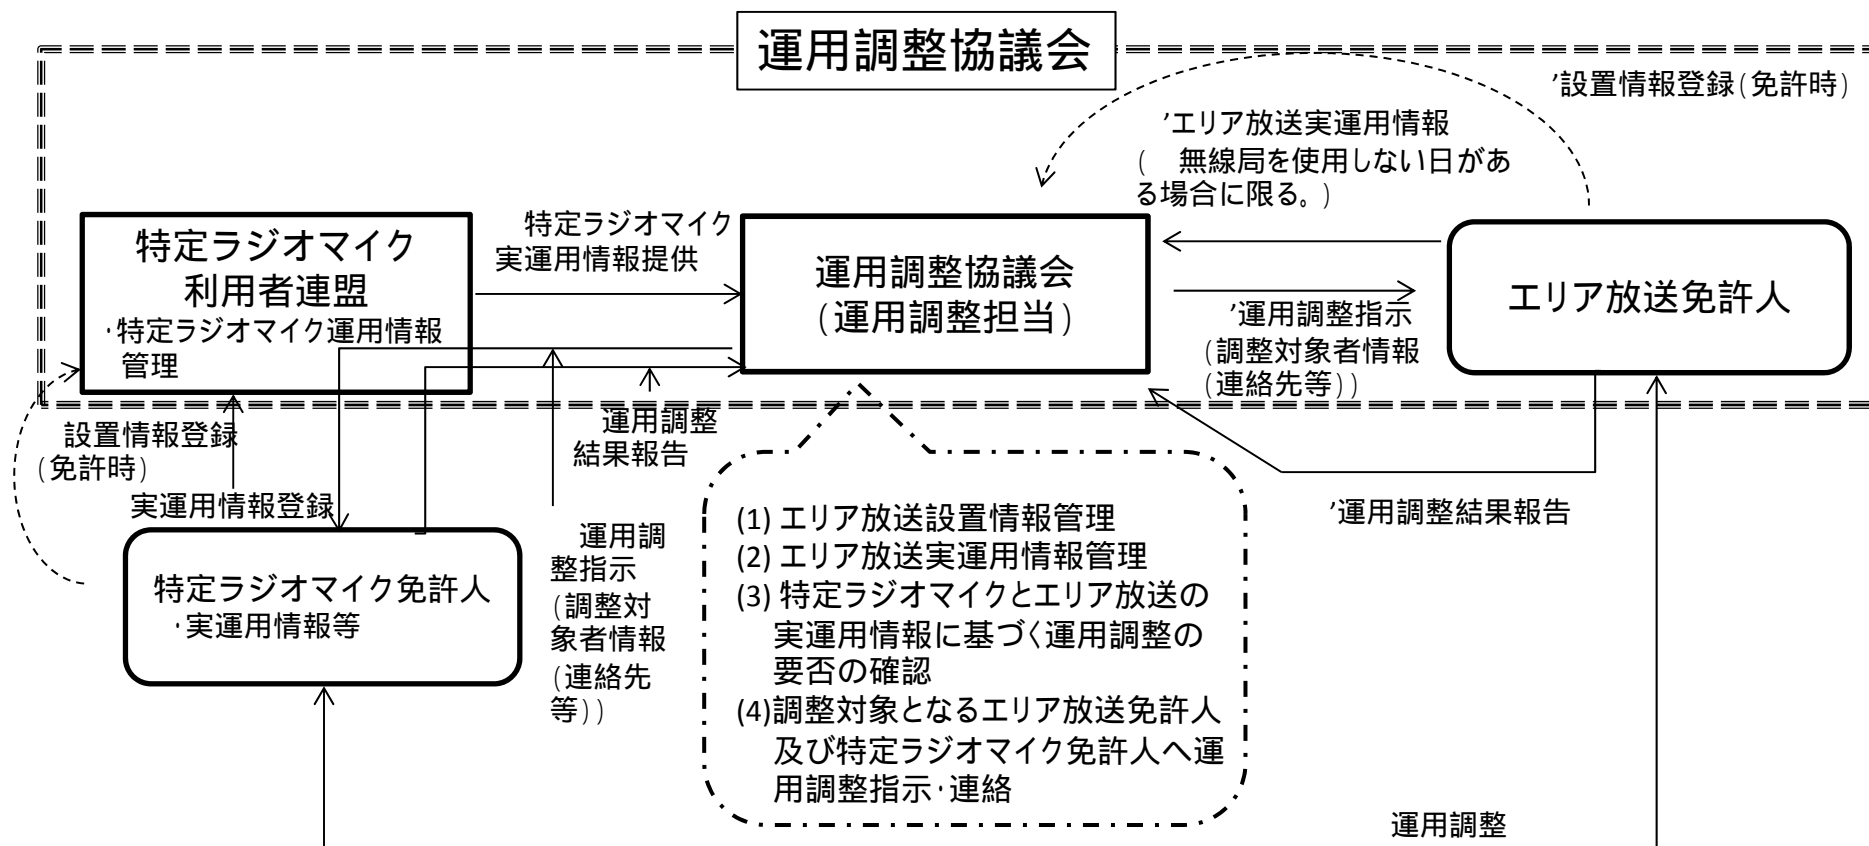 運用調整協議会
’設置情報登録(免許時)
’エリア放送実運用情報
(　無線局を使用しない日があ
る場合に限る。)
特定ラジオマイク
利用者連盟
・特定ラジオマイク運用情報
管理
特定ラジオマイク
実運用情報提供
運用調整協議会
(運用調整担当)
エリア放送免許人
’運用調整指示
(調整対象者情報
(連絡先等))
設置情報登録
(免許時)
実運用情報登録
運用調整
結果報告
’運用調整結果報告
特定ラジオマイク免許人
・実運用情報等
運用調
整指示
(調整対
象者情報
(連絡先
等))
(1) エリア放送設置情報管理
(2) エリア放送実運用情報管理
(3) 特定ラジオマイクとエリア放送の
実運用情報に基づく運用調整の
要否の確認
(4)調整対象となるエリア放送免許人
及び特定ラジオマイク免許人へ運
用調整指示・連絡
運用調整